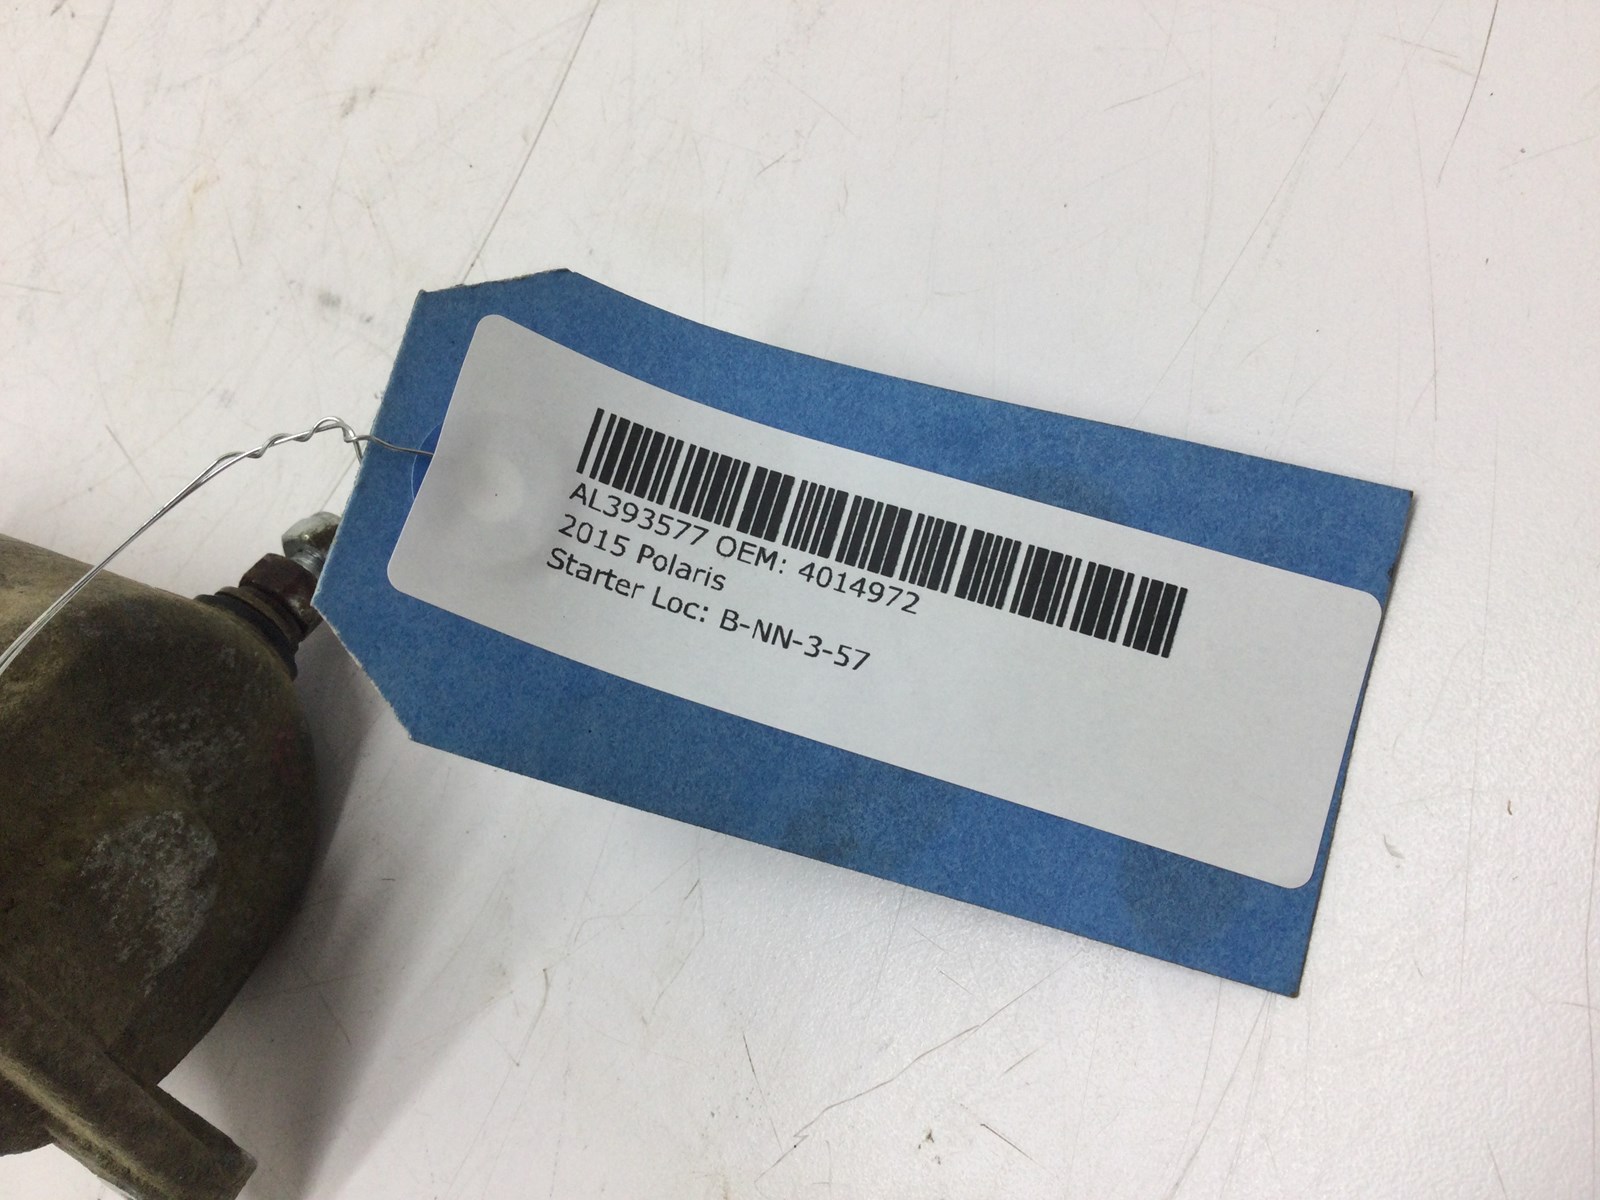 AL393577 OEM: 4014972
2015 Polaris
Starter Loc: B-NN-3-57